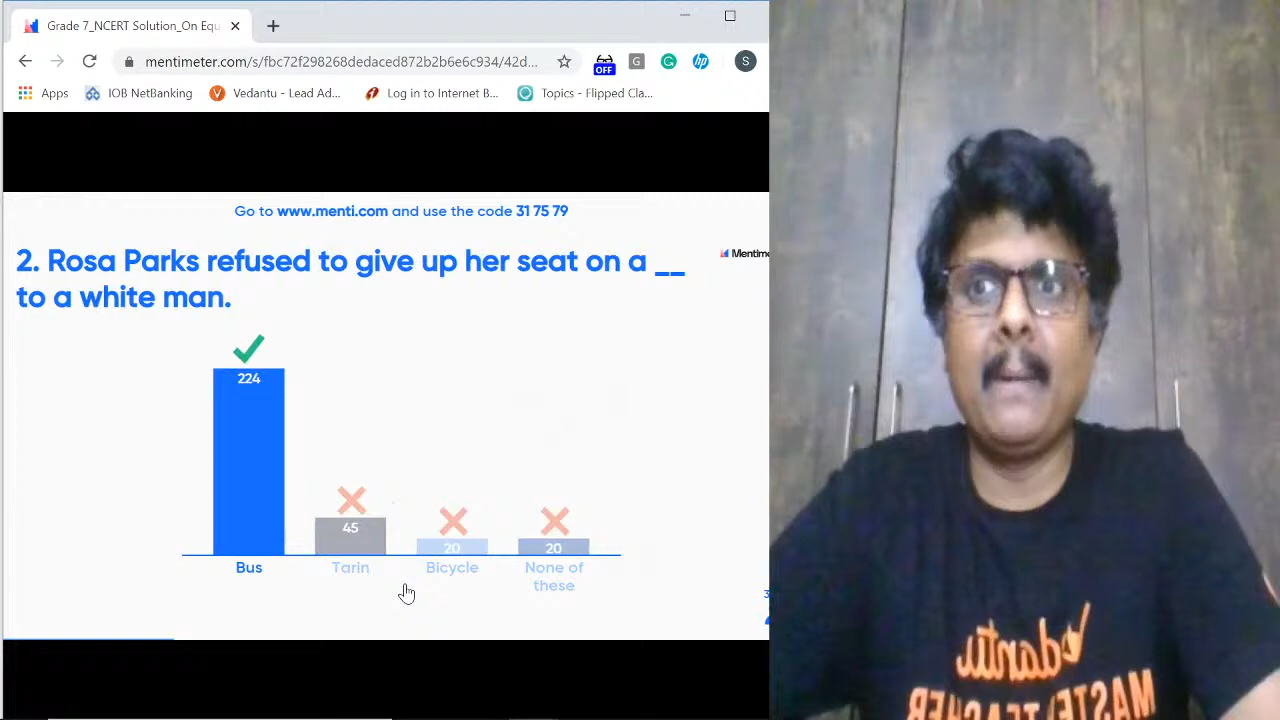 Grade 7_NCERT Solution_On Equ
mentimeter.com/s/fbc72f298268dedaced872b2b6e6c934/42d...
OFF
G
hp
S
Apps
IOB NetBanking
Vedantu - Lead Ad...
Log in to Internet B...
Topics - Flipped Cla...
Go to www.menti.com and use the code 31 75 79
Mentime
2. Rosa Parks refused to give up her seat on a __
to a white man.
224
45
20
20
Bus
Tarin
Bicycle
None of
these
Vedantu
MASTER TEACHER